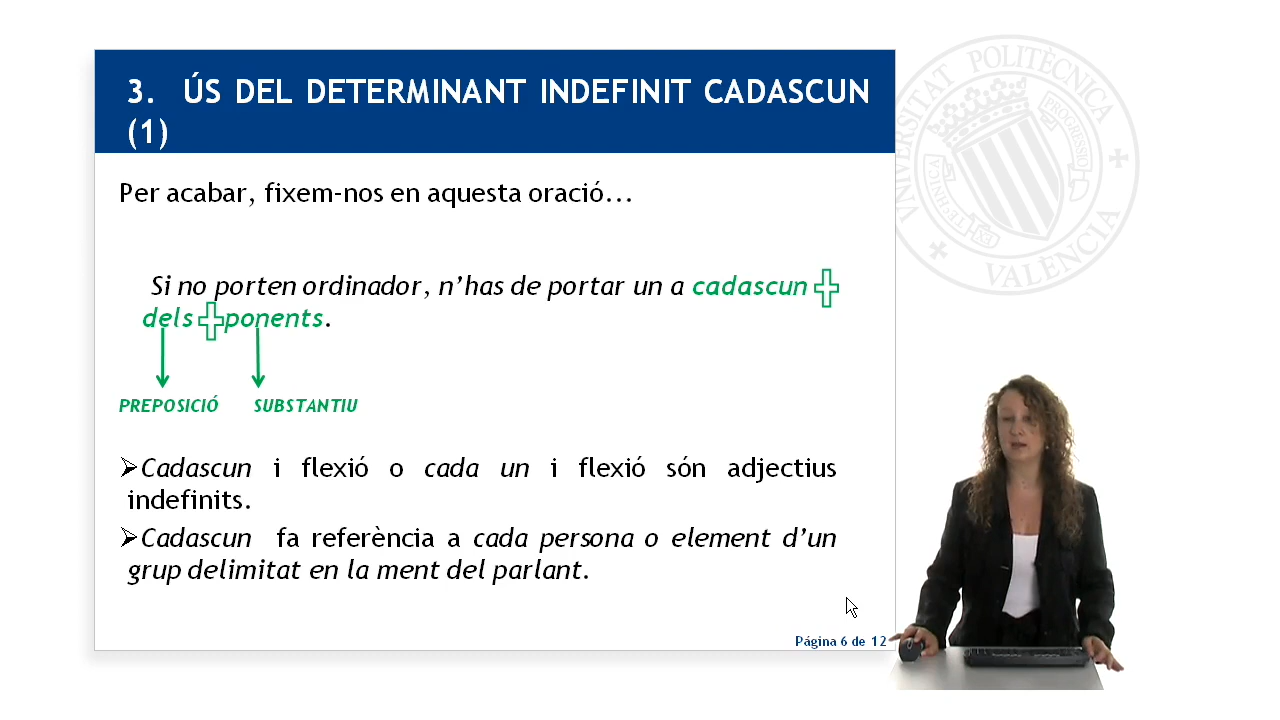 3. ÚS DEL DETERMINANT INDEFINIT CADASCUN
(1)
Per acabar, fixem-nos en aquesta oració...
Si no porten ordinador, n'has de portar un a cadascun
dels ponents.
PREPOSICIÓ SUBSTANTIU
Cadascun i flexió o cada un i flexió són adjectius
indefinits.
Cadascun fa referència a cada persona o element d'un
grup delimitat en la ment del parlant.
Página 6 de 12
UNIVERSITAT POLITÈCNICA
VALÈNCIA
PROGRESSIO